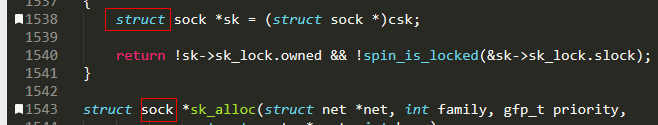 1537 {
1538 struct sock *sk = (struct sock *)csk;
1539
1540 return !sk->sk_lock.owned && !spin_is_locked(&sk->sk_lock.slock);
1541 }
1542
1543 struct sock *sk_alloc(struct net *net, int family, gfp_t priority,